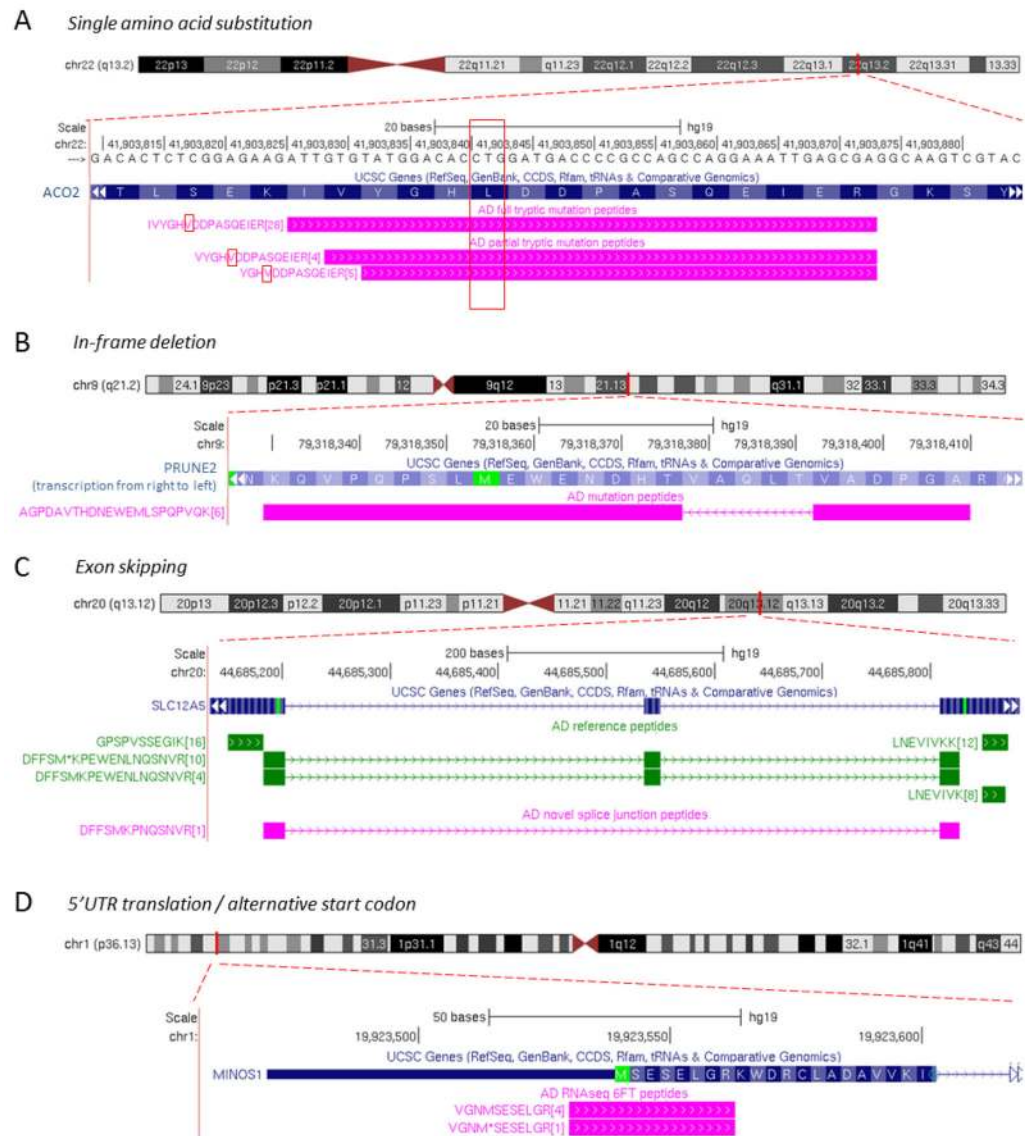 A Single amino acid substitution
chr22 (q13.2) 22p13 22p12 22p11.2 22q11.21 q11.23 22q12.1 22q12.2 22q12.3 22q13.1 22q13.2 22q13.31 13.33
Scale 20 bases hg19
chr22: 41,903,815 41,903,820 41,903,825 41,903,830 41,903,835 41,903,840 41,903,845 41,903,850 41,903,855 41,903,860 41,903,865 41,903,870 41,903,875 41,903,880
---> GACACTCTCGGAGAAGATTGTGTATGGACACCTGGATGACCCCGCCAGCCAGGAAATTGAGCGAGGCAAGTCGTAC
UCSC Genes (RefSeq, GenBank, CCDS, Rfam, tRNAs & Comparative Genomics)
ACO2 T L S E K I V Y G H L D D P A S Q E I E R G K S Y
AD full tryptic mutation peptides
IVYGHVDDPASQEIER[28]
AD partial tryptic mutation peptides
VYGHVDDPASQEIER[4]
YGHVDDPASQEIER[5]
B In-frame deletion
chr9 (q21.2) 24.1 9p23 p21.3 p21.1 12 9q12 13 21.13 q31.1 32 33.1 33.3 34.3
Scale 20 bases hg19
chr9: 79,318,340 79,318,350 79,318,360 79,318,370 79,318,380 79,318,390 79,318,400 79,318,410
UCSC Genes (RefSeq, GenBank, CCDS, Rfam, tRNAs & Comparative Genomics)
PRUNE2 N K Q V P Q P S L M E W E N D H T V A Q L T V A D P G A R
(transcription from right to left)
AD mutation peptides
AGPDAVTHDNEWEMLSPQPVQK[6]
C Exon skipping
chr20 (q13.12) 20p13 20p12.3 p12.2 20p12.1 p11.23 p11.21 11.21 11.22 q11.23 20q12 20q13.12 q13.13 20q13.2 20q13.33
Scale 200 bases hg19
chr20: 44,685,200 44,685,300 44,685,400 44,685,500 44,685,600 44,685,700 44,685,800
UCSC Genes (RefSeq, GenBank, CCDS, Rfam, tRNAs & Comparative Genomics)
SLC12A5
AD reference peptides
GPSPVSSEGIK[16] LNEVIVKK[12]
DFFSM*KPEWENLNQSNVR[10]
DFFSMKPEWENLNQSNVR[4]
LNEVIVK[8]
AD novel splice junction peptides
DFFSMKPNQSNVR[1]
D 5'UTR translation / alternative start codon
chr1 (p36.13) 31.3 1p31.1 1q12 32.1 1q41 q43 44
Scale 50 bases hg19
chr1: 19,923,500 19,923,550 19,923,600
UCSC Genes (RefSeq, GenBank, CCDS, Rfam, tRNAs & Comparative Genomics)
MINOS1 M S E S E L G R K W D R C L A D A V V K I
AD RNAseq 6FT peptides
VGNMSESELGR[4]
VGNM*SESELGR[1]